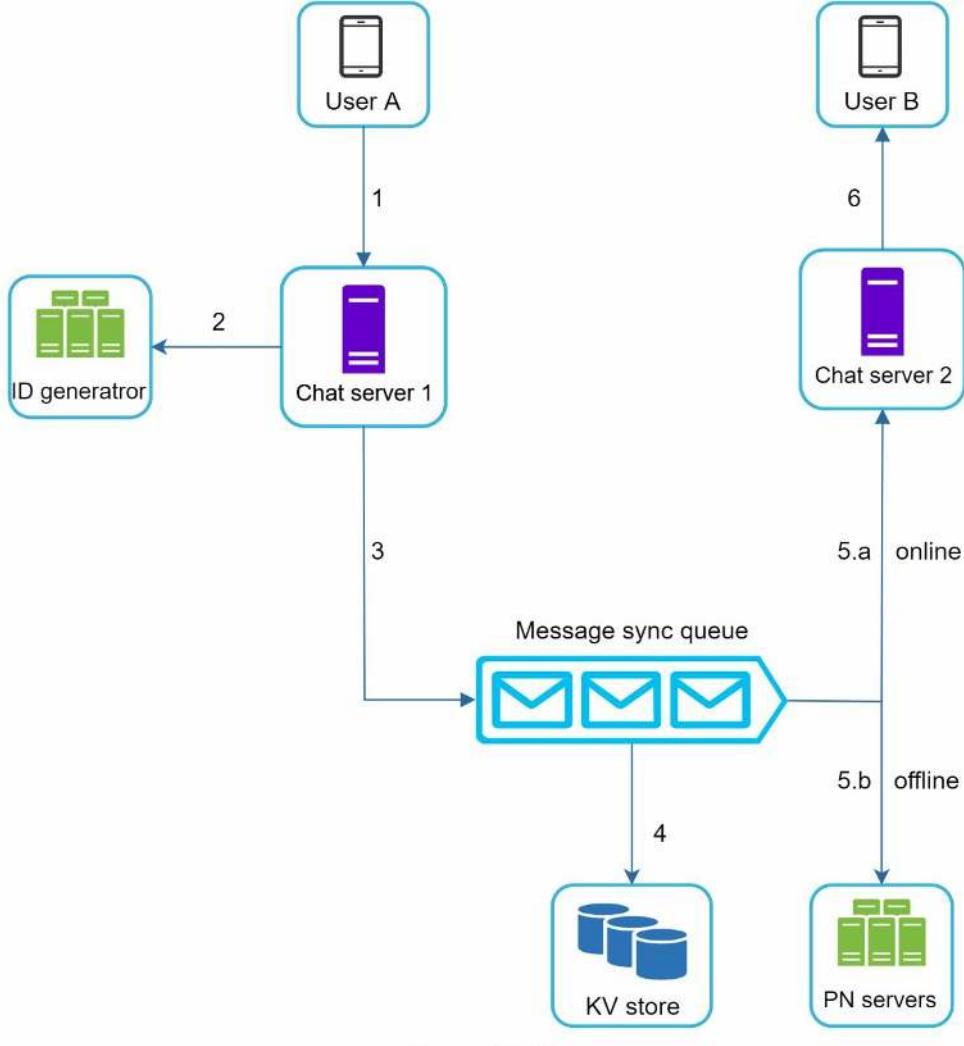 User A
User B
1
6
2
ID generatror
Chat server 1
Chat server 2
3
5.a online
Message sync queue
5.b offline
4
KV store
PN servers